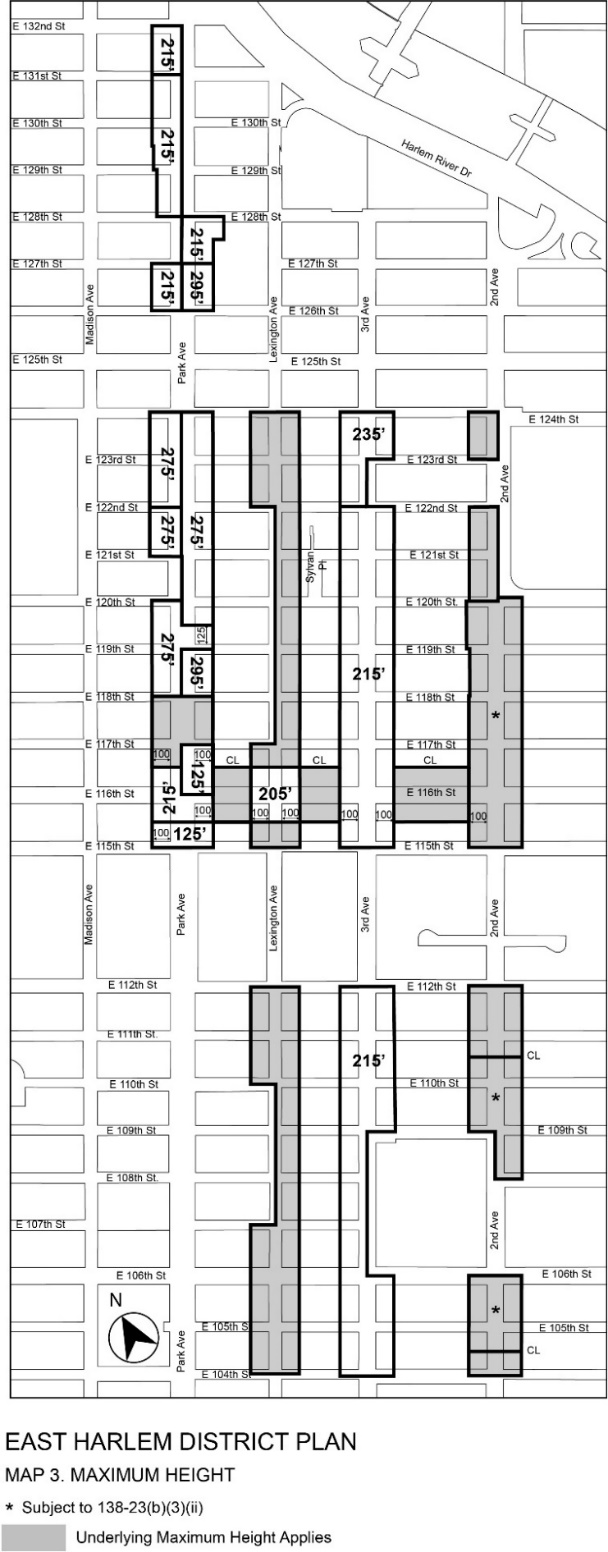 E 132nd St
215'
E 131st St
E 130th St
E 130th St
215'
Harlem River Dr
E 129th St
E 129th St
E 128th St
E 128th St
215'
E 127th St
E 127th St
215'
295'
Madison Ave
Lexington Ave
3rd Ave
2nd Ave
E 126th St
Park Ave
E 125th St
E 125th St
E 124th St
235'
E 123rd St
275'
E 123rd St
2nd Ave
E 122nd St
E 122nd St
275'
275'
E 121st St
Sylvan Pl
E 121st St
E 120th St
E 120th St.
125
E 119th St
275'
E 119th St
295'
215'
E 118th St
E 118th St
*
E 117th St
E 117th St
100
100
CL
CL
CL
125'
E 116th St
215'
205'
E 116th St
100
100
100
100
100
100
100
125'
E 115th St
E 115th St
Madison Ave
Park Ave
Lexington Ave
3rd Ave
2nd Ave
E 112th St
E 112th St
E 111th St.
215'
CL
E 110th St
E 110th St
*
E 109th St
E 109th St
E 108th St.
E 107th St
2nd Ave
E 106th St
E 106th St
N
*
E 105th S
E 105th St
Park Ave
CL
E 104th St
EAST HARLEM DISTRICT PLAN
MAP 3. MAXIMUM HEIGHT
* Subject to 138-23(b)(3)(ii)
Underlying Maximum Height Applies